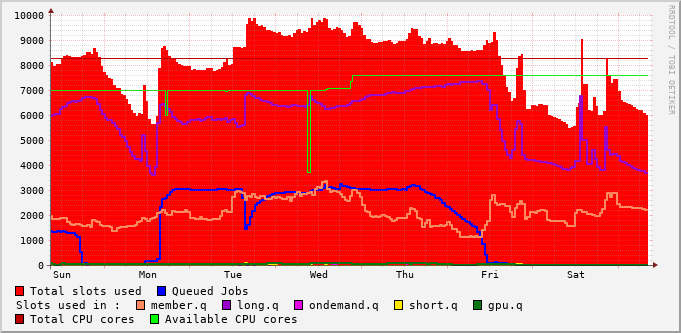 RRDTOOL / TOBI OETIKER
10000
9000
8000
7000
6000
5000
4000
3000
2000
1000
0
Sun Mon Tue Wed Thu Fri Sat
Total slots used Queued Jobs
Slots used in : member.q long.q ondemand.q short.q gpu.q
Total CPU cores Available CPU cores